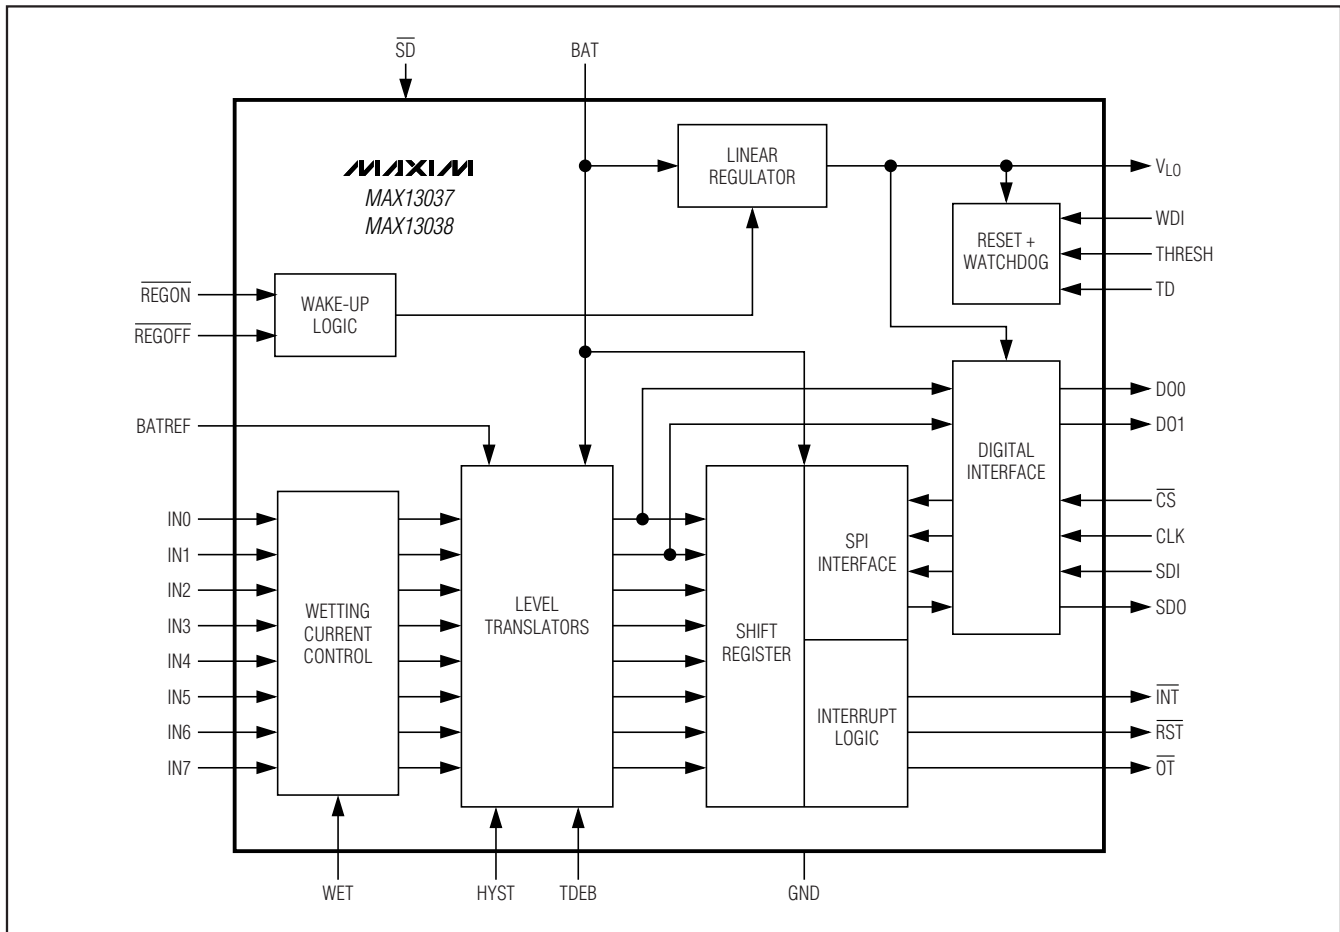 SD
BAT
MAXIM
MAX13037
MAX13038
LINEAR
REGULATOR
VLO
WDI
RESET +
WATCHDOG
THRESH
TD
REGON
WAKE-UP
LOGIC
REGOFF
BATREF
DO0
DO1
DIGITAL
INTERFACE
CS
CLK
SDI
SDO
IN0
IN1
IN2
IN3
IN4
IN5
IN6
IN7
WETTING
CURRENT
CONTROL
LEVEL
TRANSLATORS
SHIFT
REGISTER
SPI
INTERFACE
INTERRUPT
LOGIC
INT
RST
OT
WET
HYST
TDEB
GND